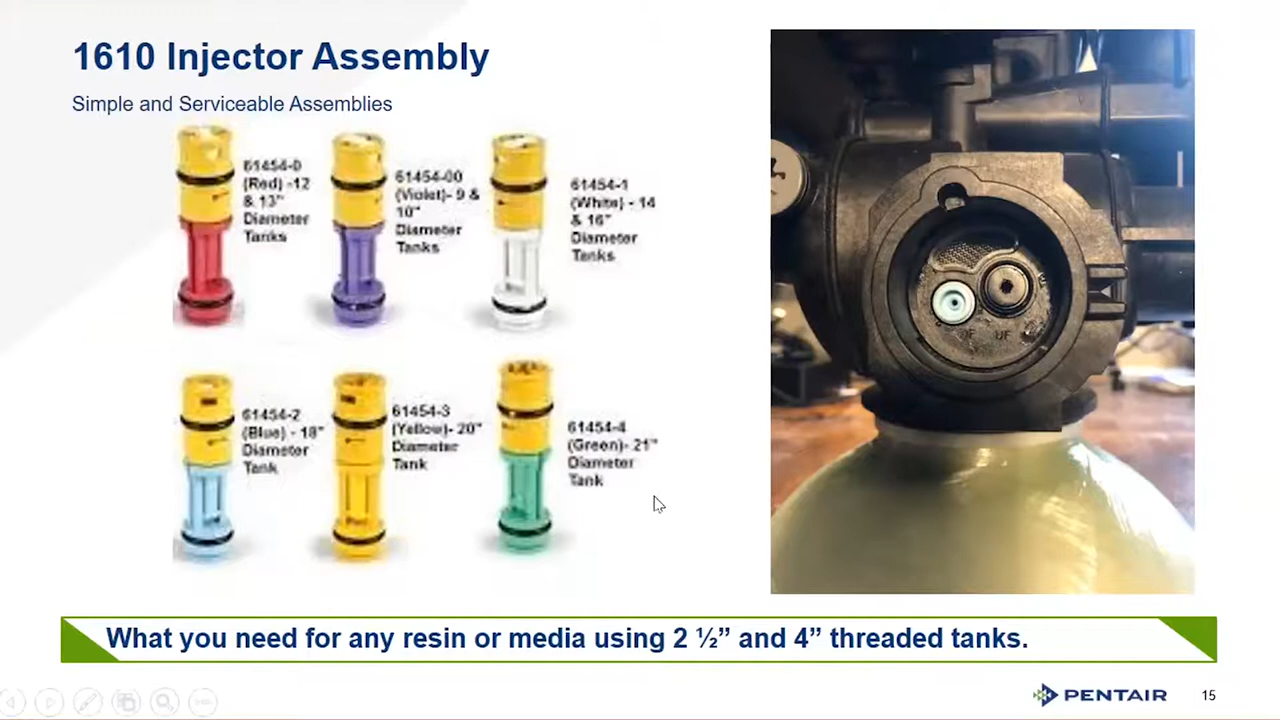 1610 Injector Assembly
Simple and Serviceable Assemblies
61454-0
(Red) -12
& 13"
Diameter
Tanks
61454-00
(Violet)- 9 &
10"
Diameter
Tanks
61454-1
(White) - 14
& 16"
Diameter
Tanks
61454-2
(Blue) - 18"
Diameter
Tank
61454-3
(Yellow)- 20"
Diameter
Tank
61454-4
(Green)- 21"
Diameter
Tank
DF UF
What you need for any resin or media using 2 ½” and 4” threaded tanks.
PENTAIR
15